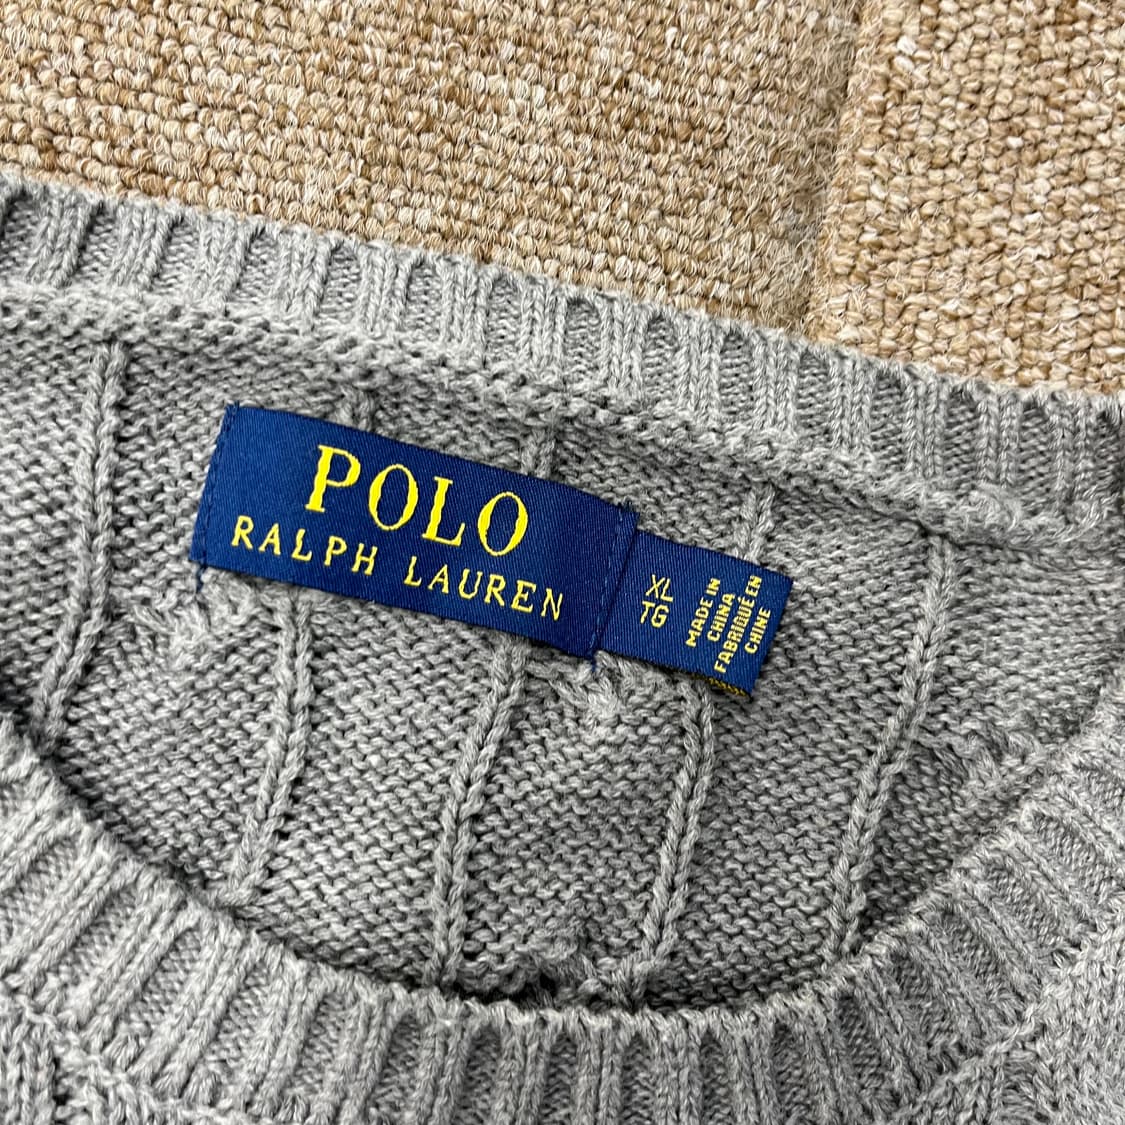 POLO
RALPH LAUREN
XL
TG
MADE IN
CHINA
FABRIQUÉ EN
CHINE